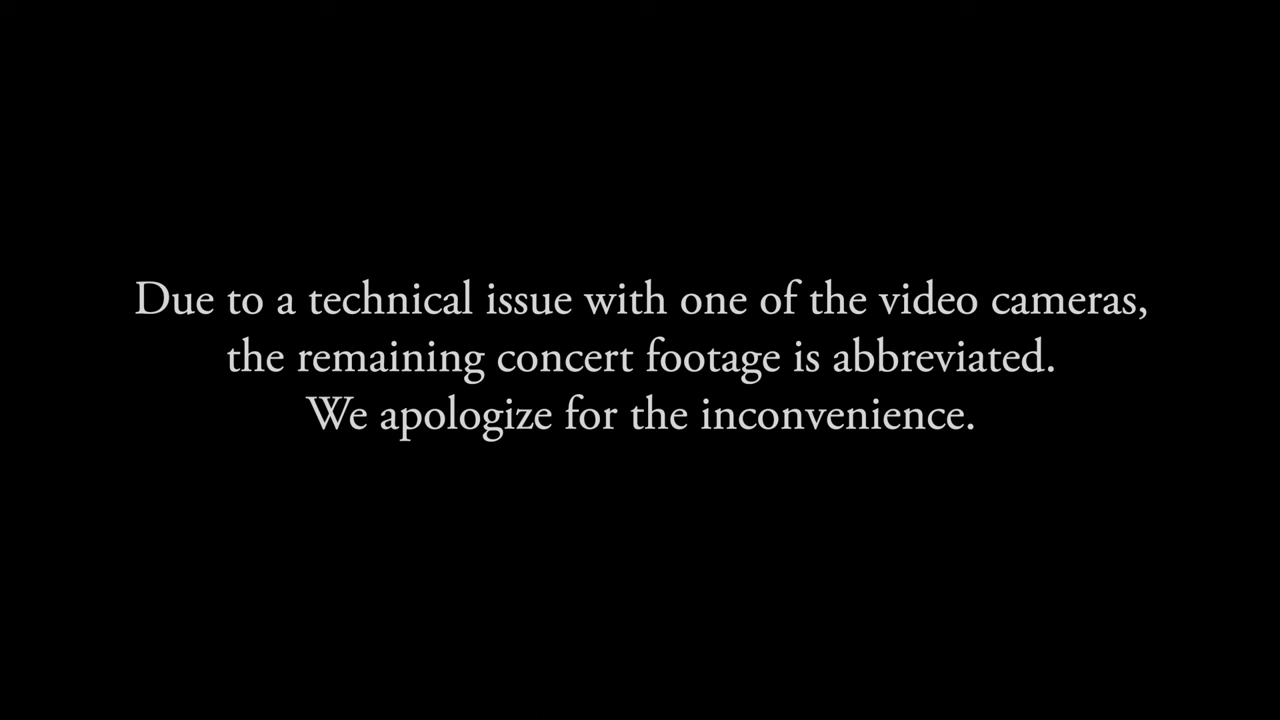 Due to a technical issue with one of the video cameras,
the remaining concert footage is abbreviated.
We apologize for the inconvenience.